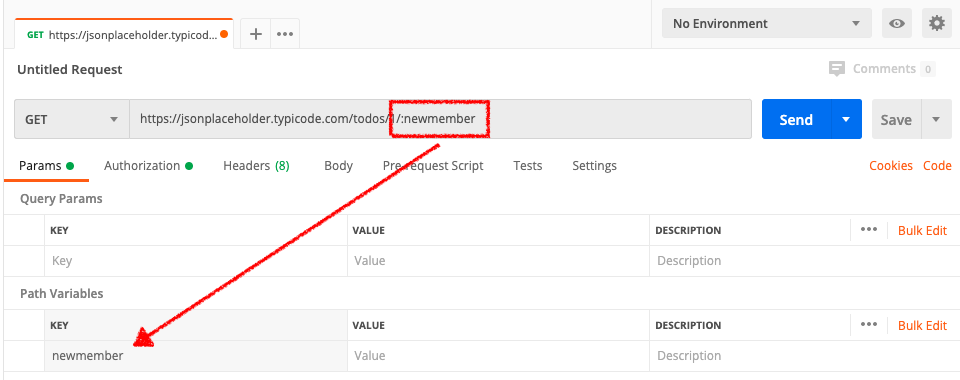 GET https://jsonplaceholder.typicod... + ••• No Environment
Untitled Request Comments 0
GET https://jsonplaceholder.typicode.com/todos/1/:newmember Send Save
Params Authorization Headers (8) Body Pre-request Script Tests Settings Cookies Code
Query Params
KEY VALUE DESCRIPTION ••• Bulk Edit
Key Value Description
Path Variables
KEY VALUE DESCRIPTION ••• Bulk Edit
newmember Value Description